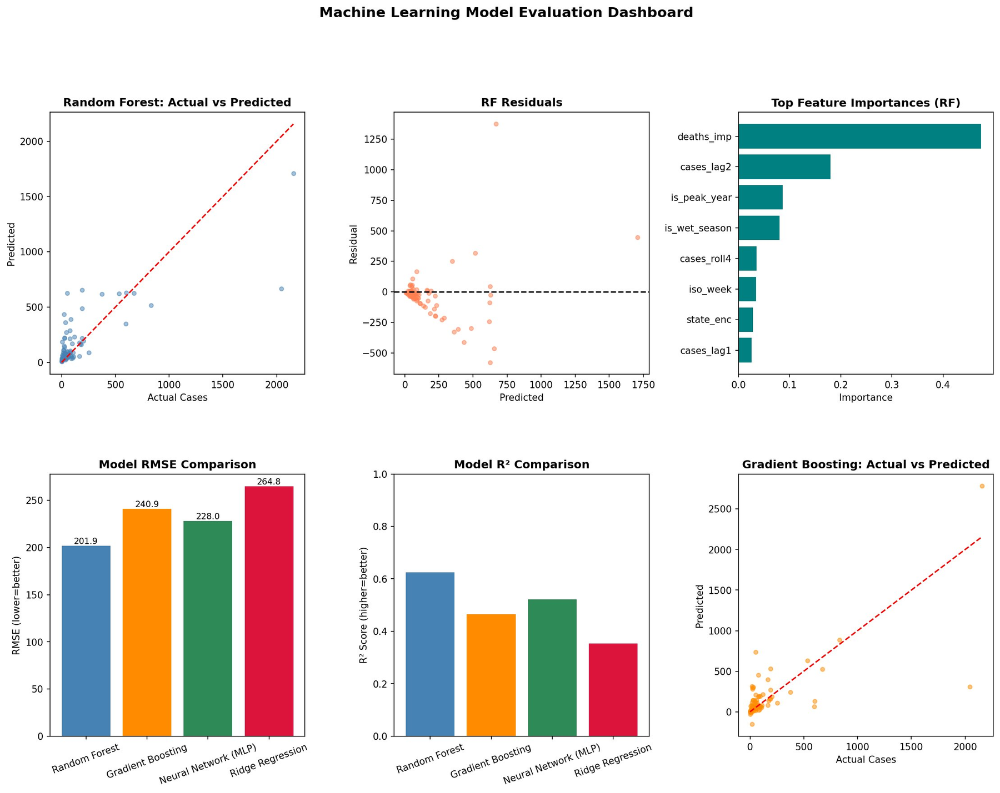 Machine Learning Model Evaluation Dashboard
Random Forest: Actual vs Predicted
Predicted
2000
1500
1000
500
0
0 500 1000 1500 2000
Actual Cases
RF Residuals
Residual
1250
1000
750
500
250
0
−250
−500
0 250 500 750 1000 1250 1500 1750
Predicted
Top Feature Importances (RF)
deaths_imp
cases_lag2
is_peak_year
is_wet_season
cases_roll4
iso_week
state_enc
cases_lag1
0.0 0.1 0.2 0.3 0.4
Importance
Model RMSE Comparison
RMSE (lower=better)
250
200
150
100
50
0
201.9
240.9
228.0
264.8
Random Forest
Gradient Boosting
Neural Network (MLP)
Ridge Regression
Model R² Comparison
R² Score (higher=better)
1.0
0.8
0.6
0.4
0.2
0.0
Random Forest
Gradient Boosting
Neural Network (MLP)
Ridge Regression
Gradient Boosting: Actual vs Predicted
Predicted
2500
2000
1500
1000
500
0
0 500 1000 1500 2000
Actual Cases